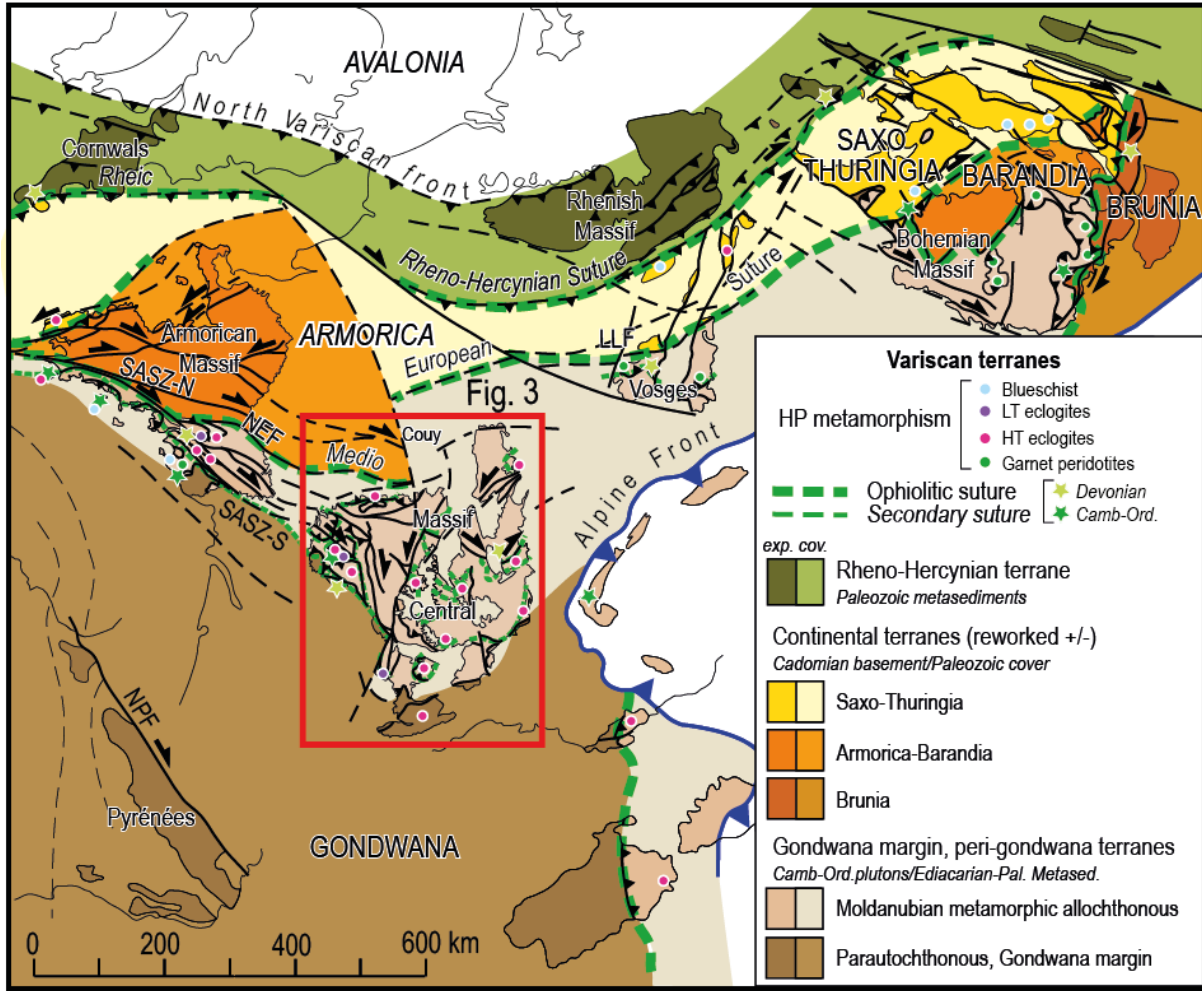 AVALONIA
North Variscan front
Cornwals
Rheic
Rhenish
Massif
Rheno-Hercynian Suture
SAXO
THURINGIA
BARANDIA
BRUNIA
Bohemian
Massif
Armorican
Massif
ARMORICA
European
Suture
LLF
Vosges
SASZ-N
NEF
Medio
Fig. 3
Couy
SASZ-S
Massif
Central
Alpine Front
NPF
Pyrénées
GONDWANA
0 200 400 600 km
Variscan terranes
HP metamorphism
Blueschist
LT eclogites
HT eclogites
Garnet peridotites
Ophiolitic suture
Secondary suture
Devonian
Camb-Ord.
exp. cov.
Rheno-Hercynian terrane
Paleozoic metasediments
Continental terranes (reworked +/-)
Cadomian basement/Paleozoic cover
Saxo-Thuringia
Armorica-Barandia
Brunia
Gondwana margin, peri-gondwana terranes
Camb-Ord.plutons/Ediacarian-Pal. Metased.
Moldanubian metamorphic allochthonous
Parautochthonous, Gondwana margin